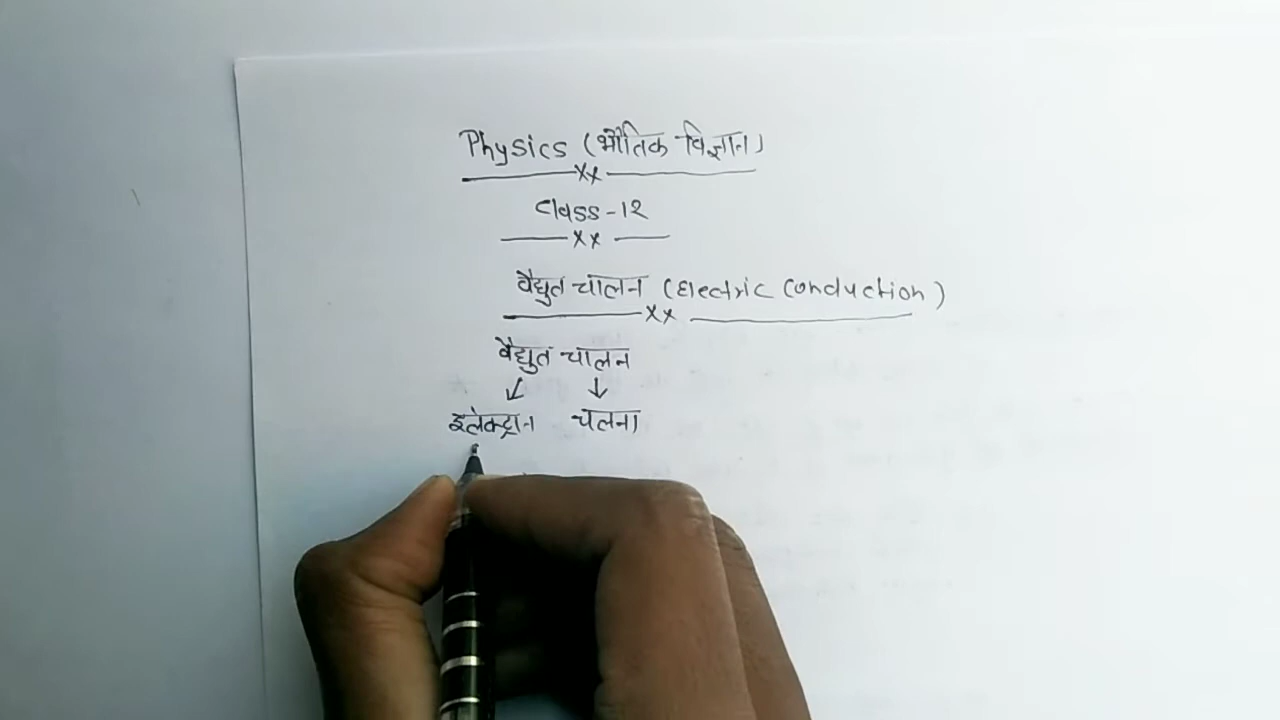 Physics (भौतिक विज्ञान)
Class-12
वैद्युत चालन (Electric Conduction)
वैद्युत चालन
इलेक्ट्रान चलना